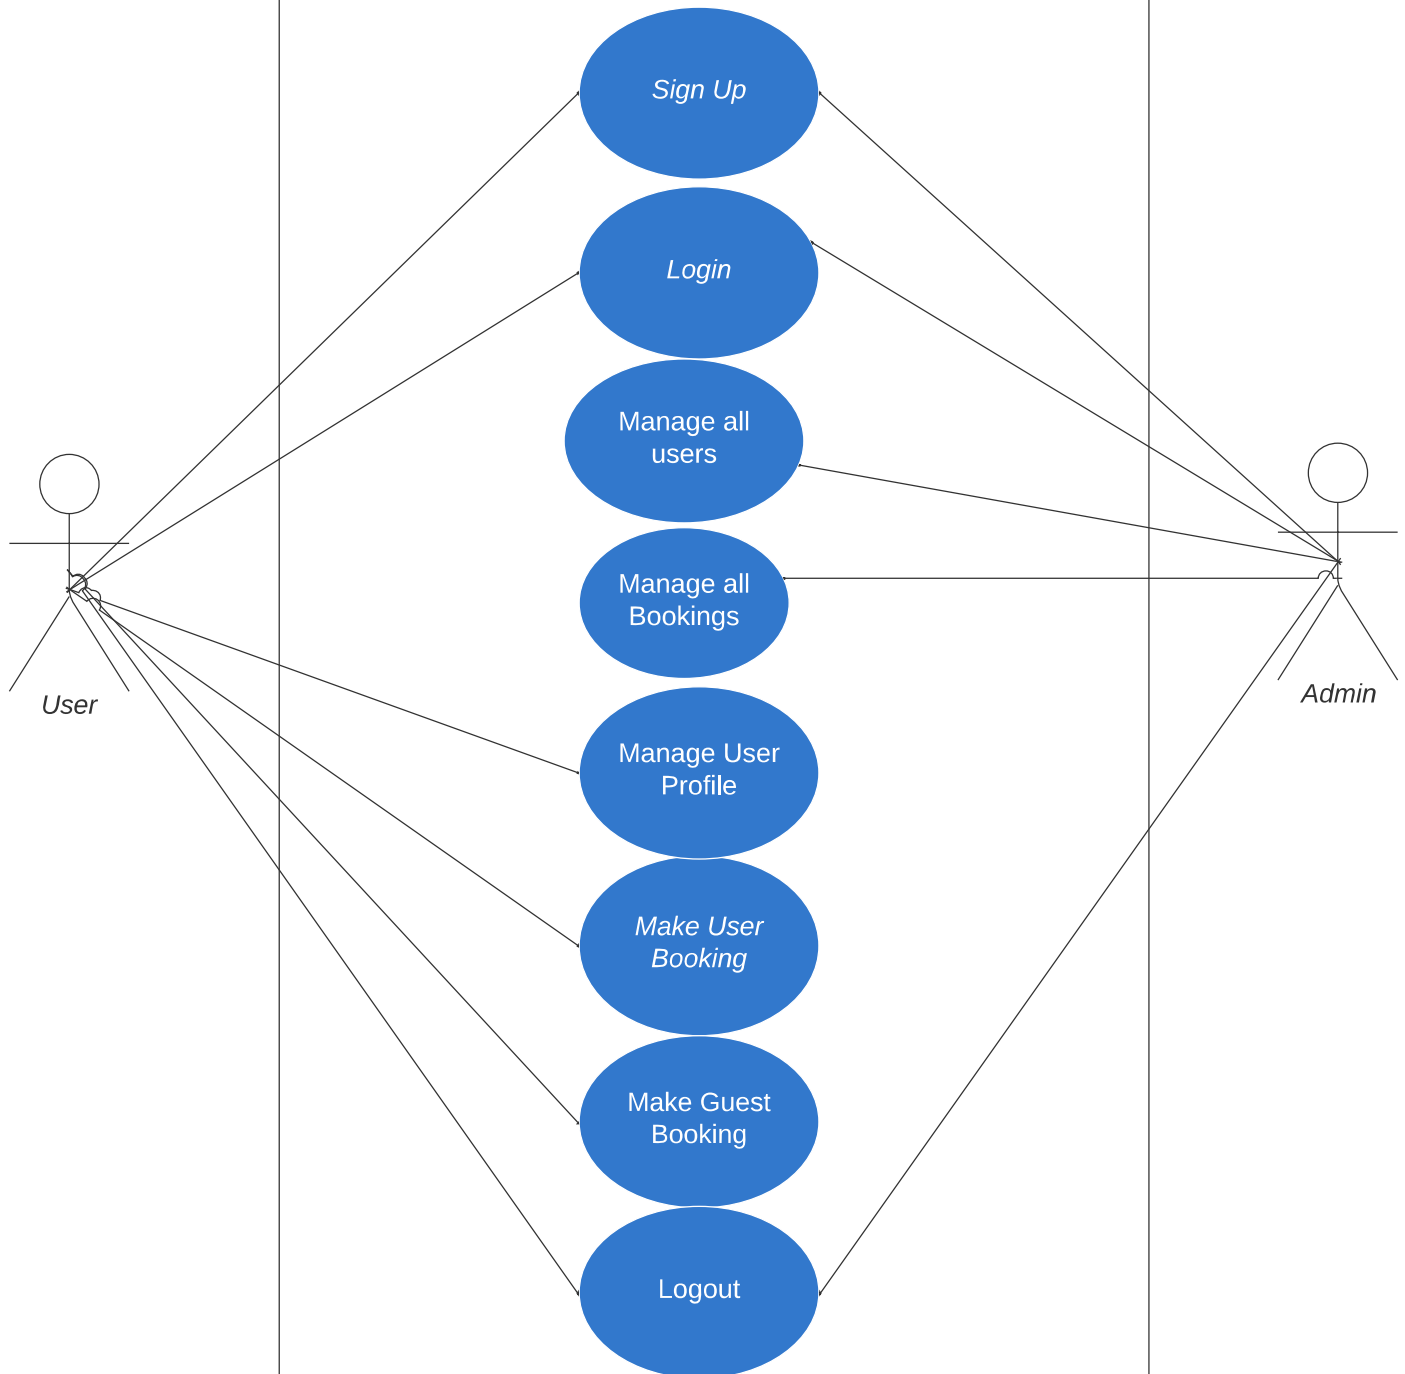 Sign Up
Login
Manage all
users
Manage all
Bookings
User
Admin
Manage User
Profile
Make User
Booking
Make Guest
Booking
Logout